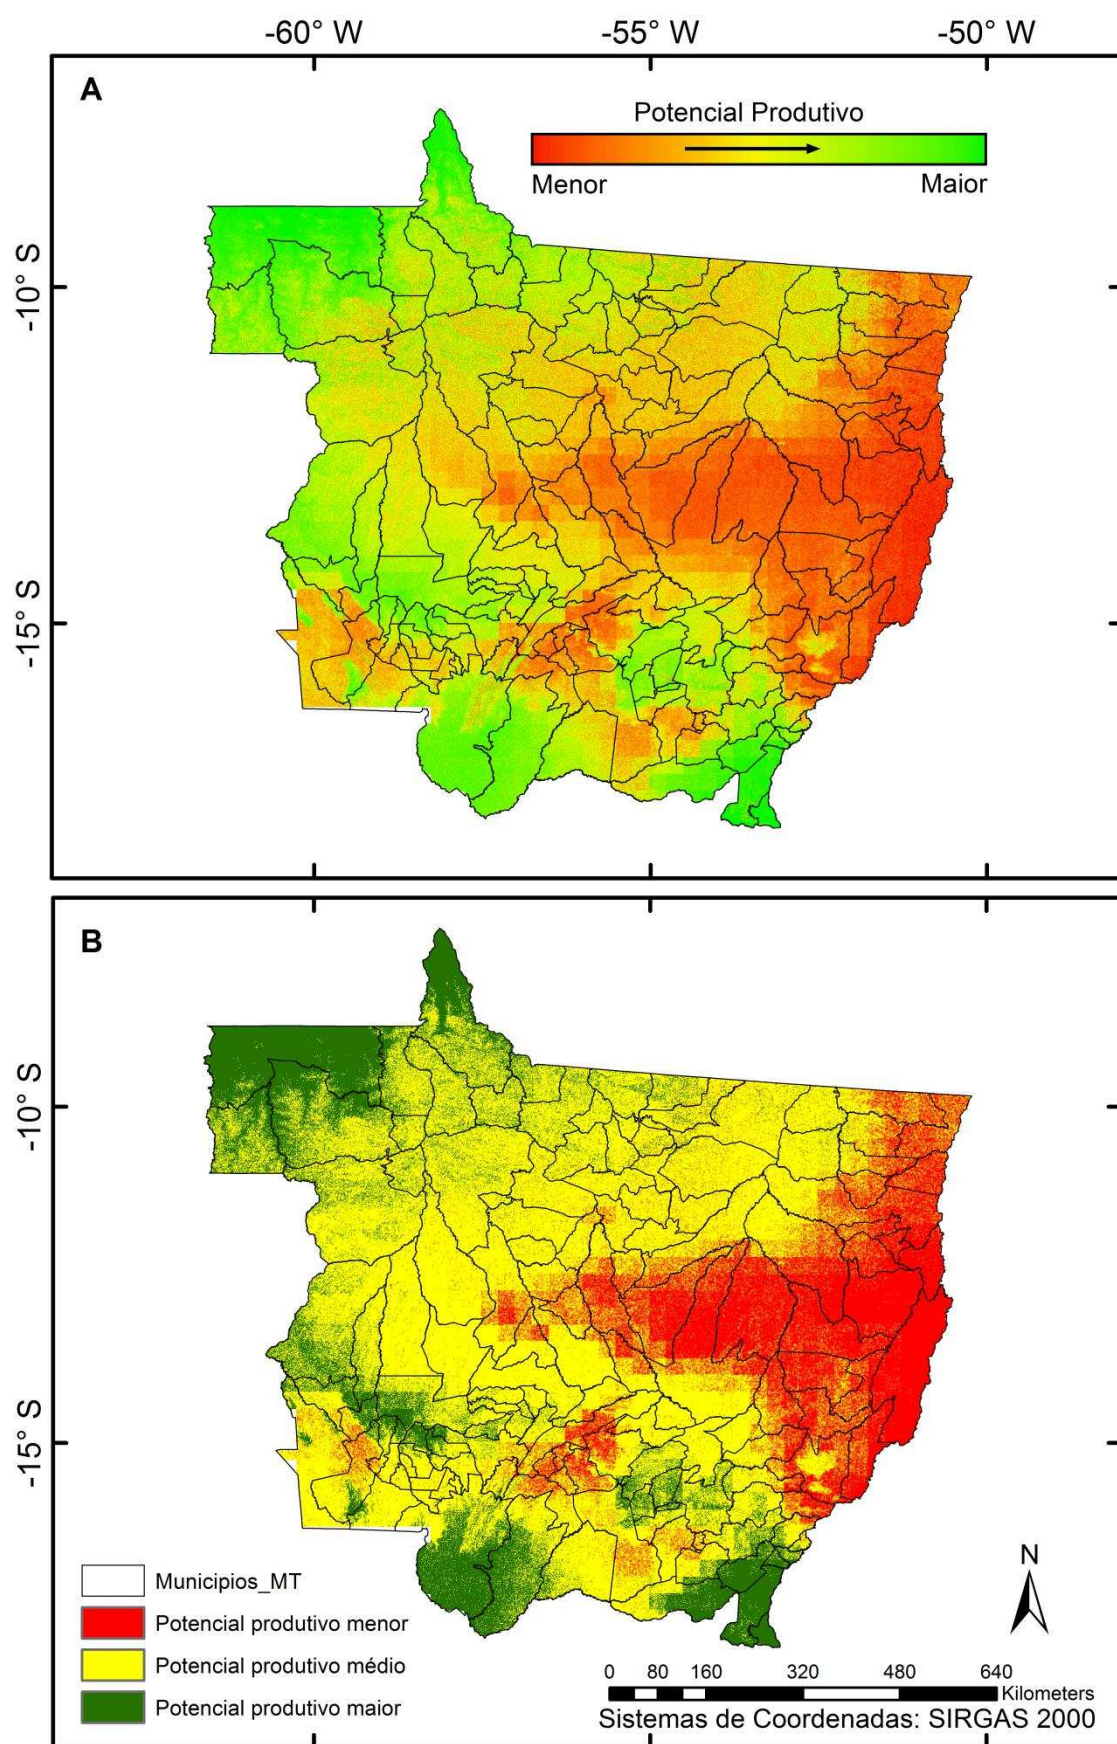 -60° W -55° W -50° W
A
Potencial Produtivo
Menor Maior
-10° S
-15° S
B
-10° S
-15° S
N
Municipios_MT
Potencial produtivo menor
Potencial produtivo médio
Potencial produtivo maior
0 80 160 320 480 640
Kilometers
Sistemas de Coordenadas: SIRGAS 2000